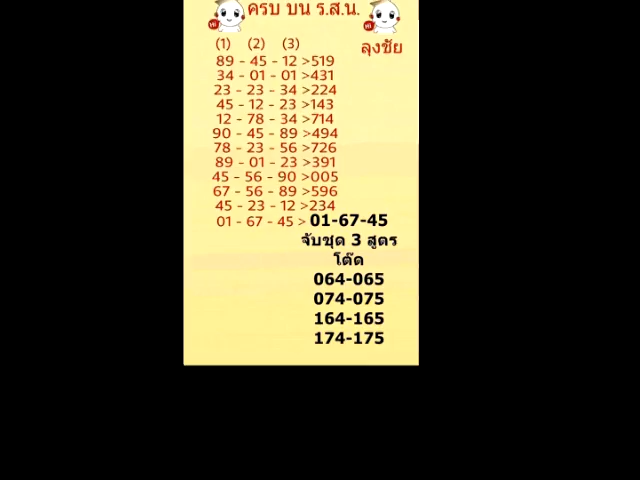 ครบ บน ร.ส.น.
Hi
Hi
ลุงชัย
(1) (2) (3)
89 - 45 - 12 >519
34 - 01 - 01 >431
23 - 23 - 34 >224
45 - 12 - 23 >143
12 - 78 - 34 >714
90 - 45 - 89 >494
78 - 23 - 56 >726
89 - 01 - 23 >391
45 - 56 - 90 >005
67 - 56 - 89 >596
45 - 23 - 12 >234
01 - 67 - 45 > 01-67-45
จับชุด 3 สูตร
โต๊ด
064-065
074-075
164-165
174-175